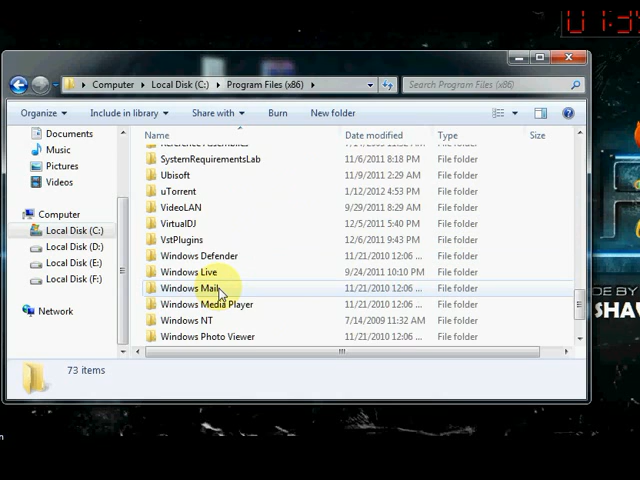 Computer ▸ Local Disk (C:) ▸ Program Files (x86) ▸
Search Program Files (x86)
Organize
Include in library
Share with
Burn
New folder
Name
Date modified
Type
Size
Documents
Music
Pictures
Videos
Computer
Local Disk (C:)
Local Disk (D:)
Local Disk (E:)
Local Disk (F:)
Network
File folder
SystemRequirementsLab 11/6/2011 8:18 PM File folder
Ubisoft 11/9/2011 2:29 AM File folder
uTorrent 1/12/2012 4:53 PM File folder
VideoLAN 9/29/2011 8:29 AM File folder
VirtualDJ 12/5/2011 5:40 PM File folder
VstPlugins 12/6/2011 9:43 PM File folder
Windows Defender 11/21/2010 12:06 ... File folder
Windows Live 9/24/2011 10:10 PM File folder
Windows Mail 11/21/2010 12:06 ... File folder
Windows Media Player 11/21/2010 12:06 ... File folder
Windows NT 7/14/2009 11:32 AM File folder
Windows Photo Viewer 11/21/2010 12:06 ... File folder
73 items
DE BY
SHAV